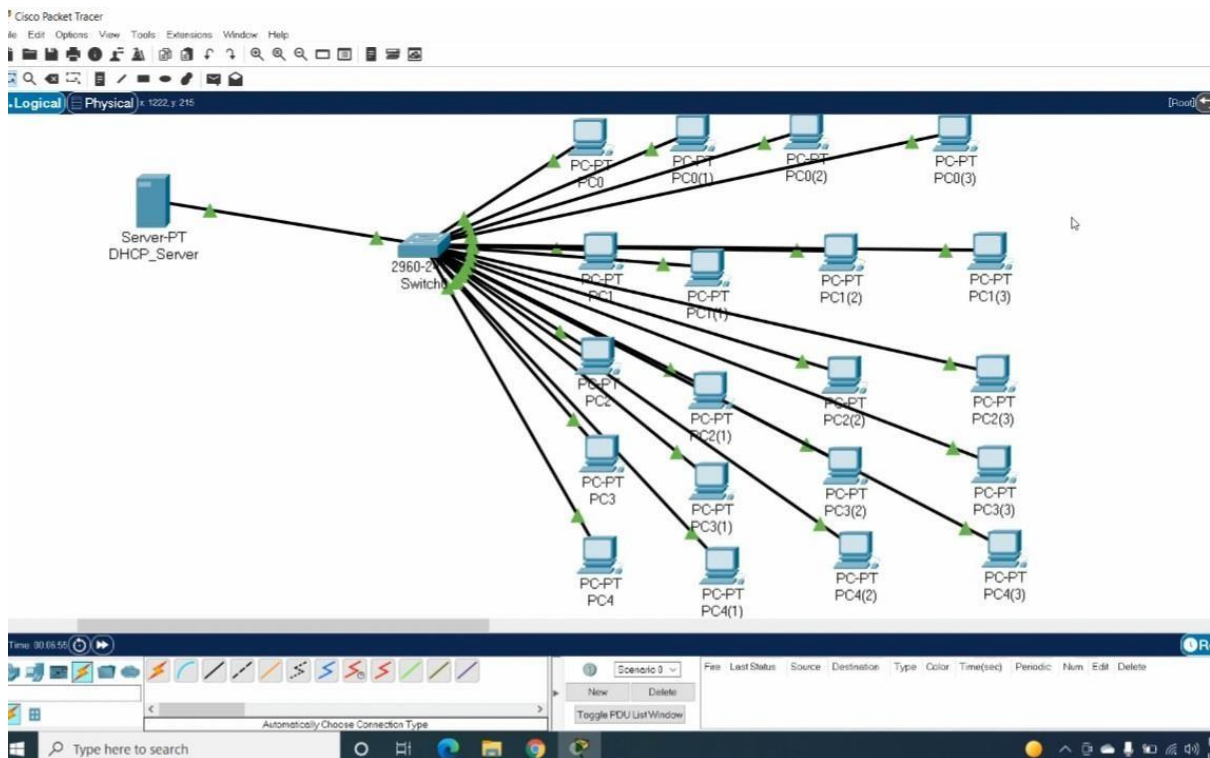 Cisco Packet Tracer
Edit Options View Tools Extensions Window Help
Logical Physical x: 1222, y: 215 [Root]
PC-PT PC-PT PC-PT PC-PT
PC0 PC0(1) PC0(2) PC0(3)
Server-PT
DHCP_Server
2960-2
Switch
PC-PT PC-PT PC-PT PC-PT
PC1 PC1(1) PC1(2) PC1(3)
PC-PT PC-PT PC-PT PC-PT
PC2 PC2(1) PC2(2) PC2(3)
PC-PT PC-PT PC-PT PC-PT
PC3 PC3(1) PC3(2) PC3(3)
PC-PT PC-PT PC-PT PC-PT
PC4 PC4(1) PC4(2) PC4(3)
Time: 00:06:55
Scenario 0 Fire Last Status Source Destination Type Color Time(sec) Periodic Num Edit Delete
New Delete
Toggle PDU List Window
Automatically Choose Connection Type
Type here to search